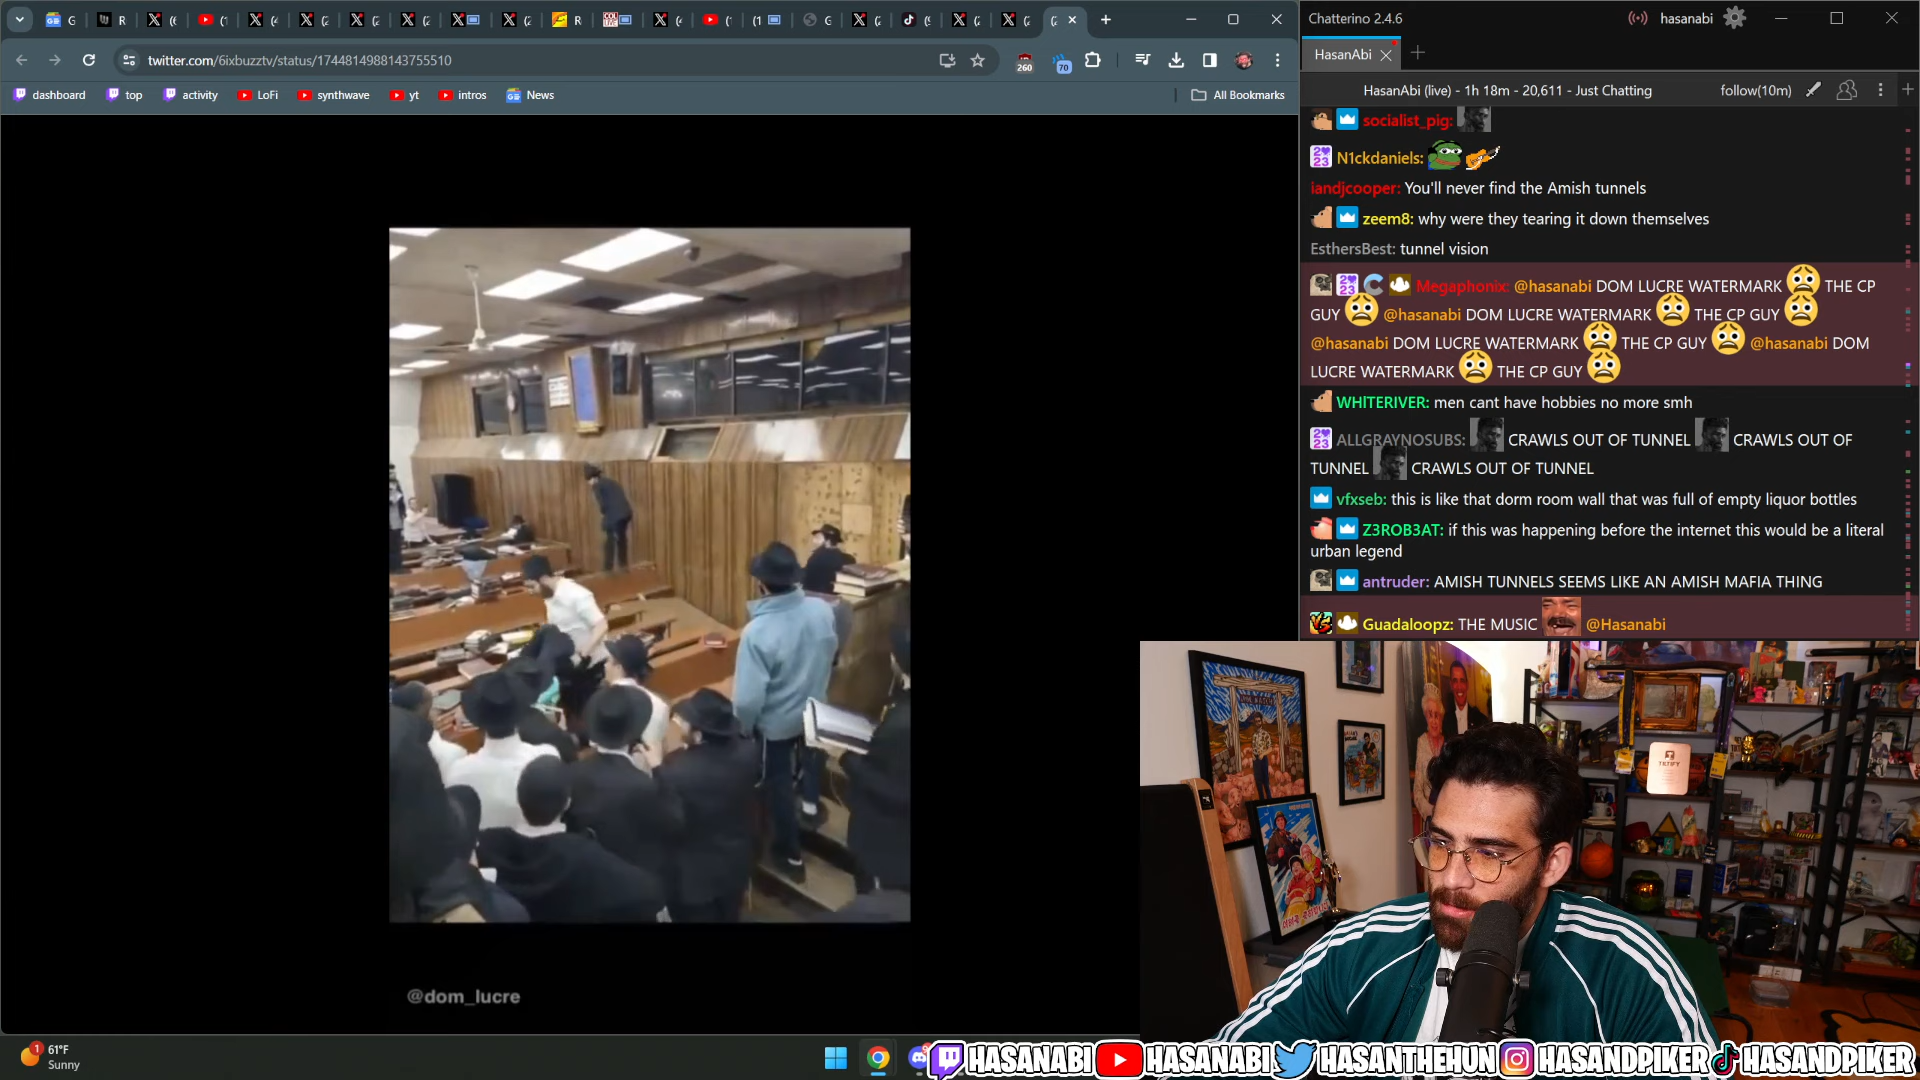 twitter.com/6ixbuzztv/status/1744814988143755510
260
70
dashboard
top
activity
LoFi
synthwave
yt
intros
News
All Bookmarks
@dom_lucre
Chatterino 2.4.6
hasanabi
HasanAbi
HasanAbi (live) - 1h 18m - 20,611 - Just Chatting
follow(10m)
socialist_pig:
N1ckdaniels:
iandjcooper: You'll never find the Amish tunnels
zeem8: why were they tearing it down themselves
EsthersBest: tunnel vision
Megaphonix: @hasanabi DOM LUCRE WATERMARK 😩 THE CP
GUY 😩 @hasanabi DOM LUCRE WATERMARK 😩 THE CP GUY 😩
@hasanabi DOM LUCRE WATERMARK 😩 THE CP GUY 😩 @hasanabi DOM
LUCRE WATERMARK 😩 THE CP GUY 😩
WHITERIVER: men cant have hobbies no more smh
ALLGRAYNOSUBS: CRAWLS OUT OF TUNNEL CRAWLS OUT OF
TUNNEL CRAWLS OUT OF TUNNEL
vfxseb: this is like that dorm room wall that was full of empty liquor bottles
Z3ROB3AT: if this was happening before the internet this would be a literal
urban legend
antruder: AMISH TUNNELS SEEMS LIKE AN AMISH MAFIA THING
Guadaloopz: THE MUSIC @Hasanabi
1
61°F
Sunny
HASANABI HASANABI HASANTHEHUN HASANDPIKER HASANDPIKER